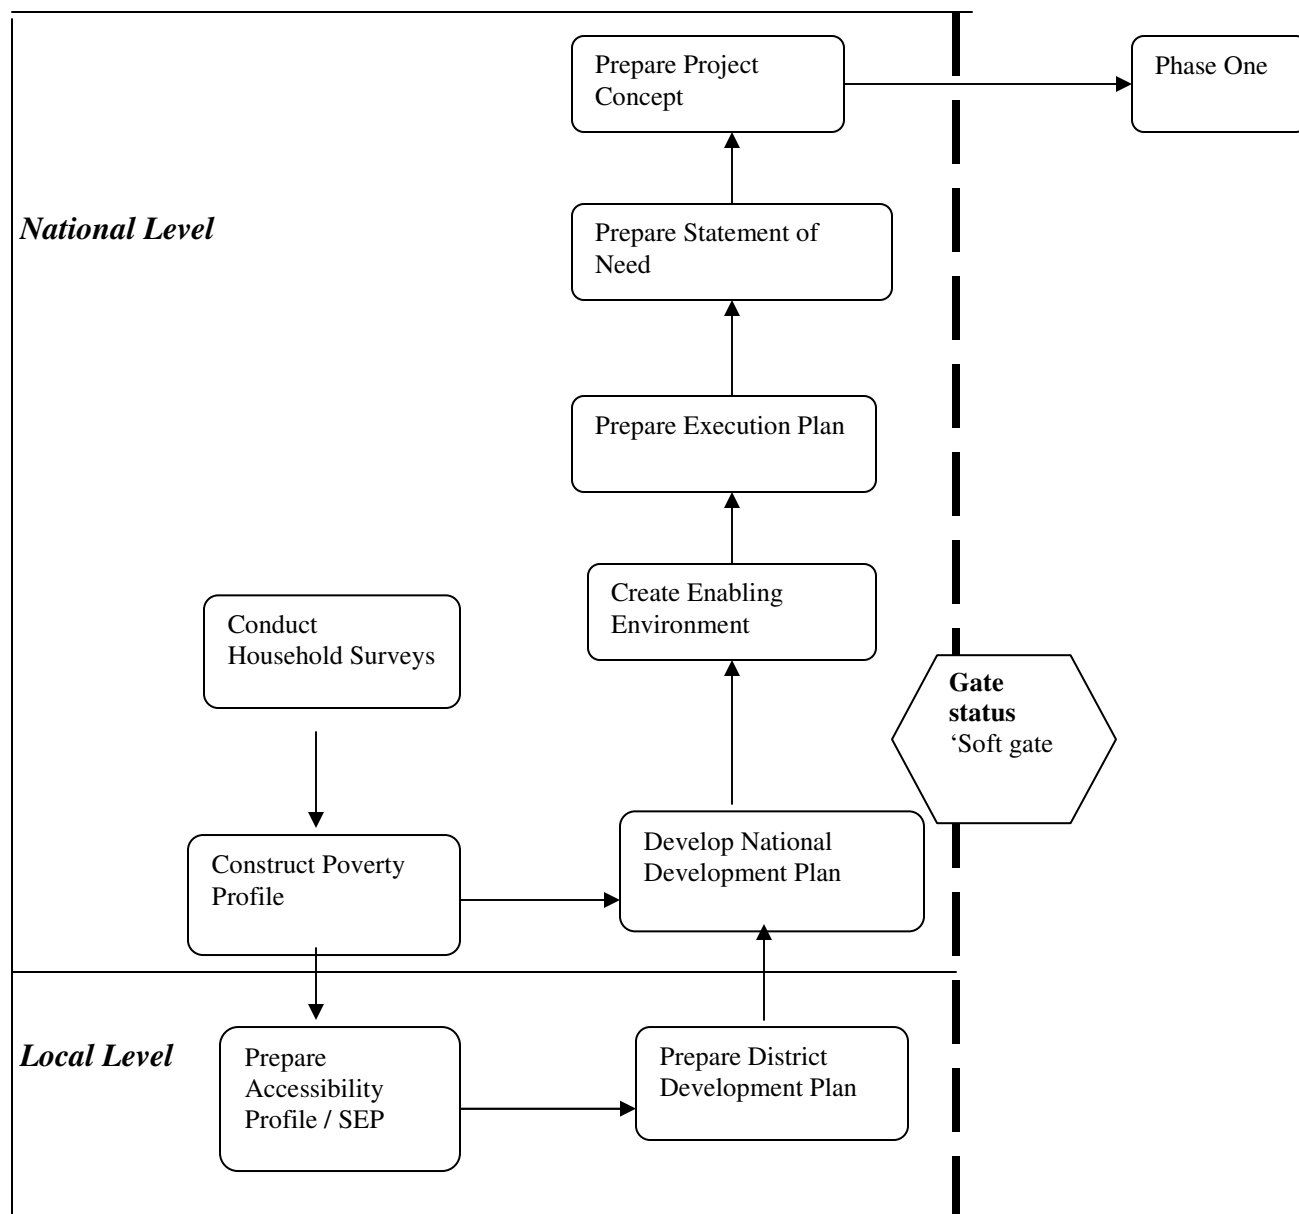 Prepare Project
Concept
Phase One
National Level
Prepare Statement of
Need
Prepare Execution Plan
Create Enabling
Environment
Conduct
Household Surveys
Gate
status
‘Soft gate
Develop National
Development Plan
Construct Poverty
Profile
Local Level
Prepare
Accessibility
Profile / SEP
Prepare District
Development Plan